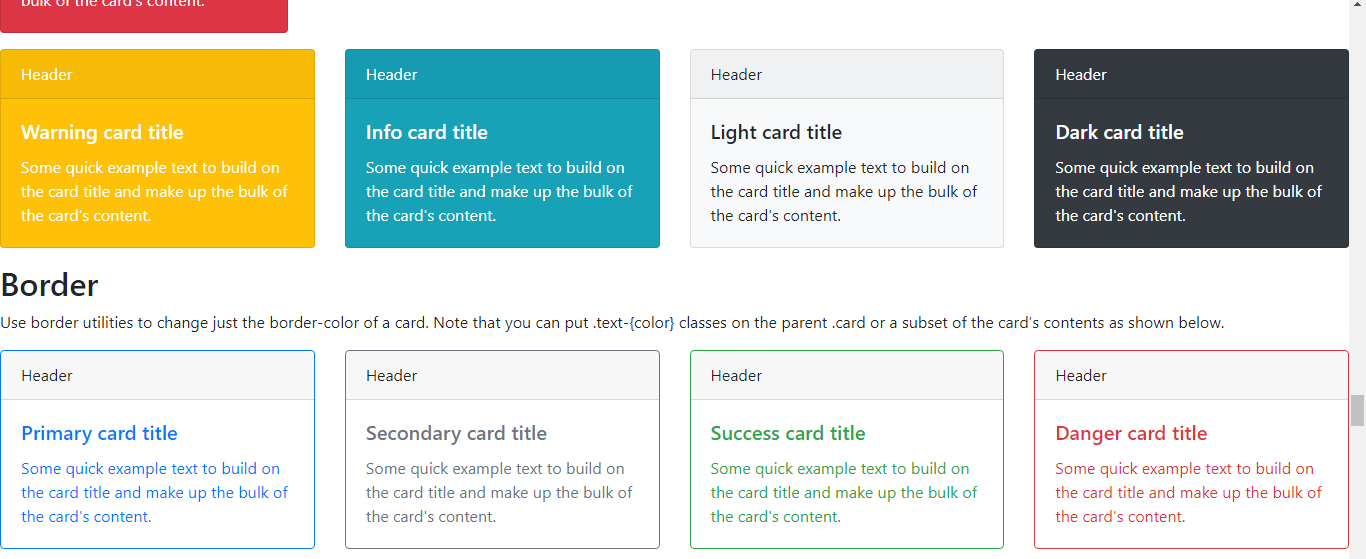 bulk of the card's content.
Header
Warning card title
Some quick example text to build on
the card title and make up the bulk of
the card's content.
Header
Info card title
Some quick example text to build on
the card title and make up the bulk of
the card's content.
Header
Light card title
Some quick example text to build on
the card title and make up the bulk of
the card's content.
Header
Dark card title
Some quick example text to build on
the card title and make up the bulk of
the card's content.
Border
Use border utilities to change just the border-color of a card. Note that you can put .text-{color} classes on the parent .card or a subset of the card’s contents as shown below.
Header
Primary card title
Some quick example text to build on
the card title and make up the bulk of
the card's content.
Header
Secondary card title
Some quick example text to build on
the card title and make up the bulk of
the card's content.
Header
Success card title
Some quick example text to build on
the card title and make up the bulk of
the card's content.
Header
Danger card title
Some quick example text to build on
the card title and make up the bulk of
the card's content.